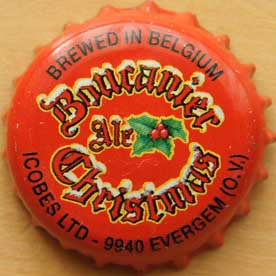 BREWED IN BELGIUM
Boucanier
Ale
Christmas
ICOBES LTD - 9940 EVERGEM (O.V.)